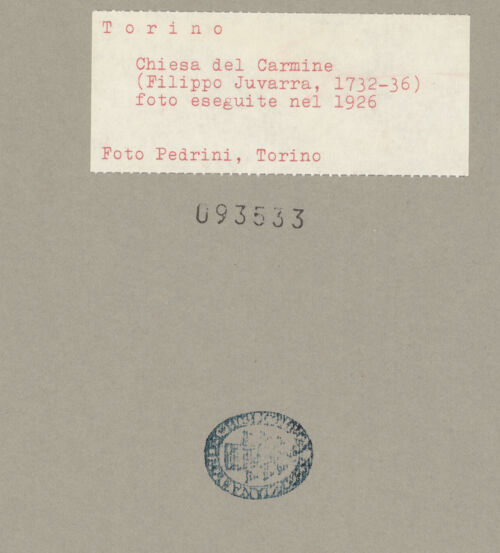 T o r i n o
Chiesa del Carmine
(Filippo Juvarra, 1732-36)
foto eseguite nel 1926
Foto Pedrini, Torino
093533